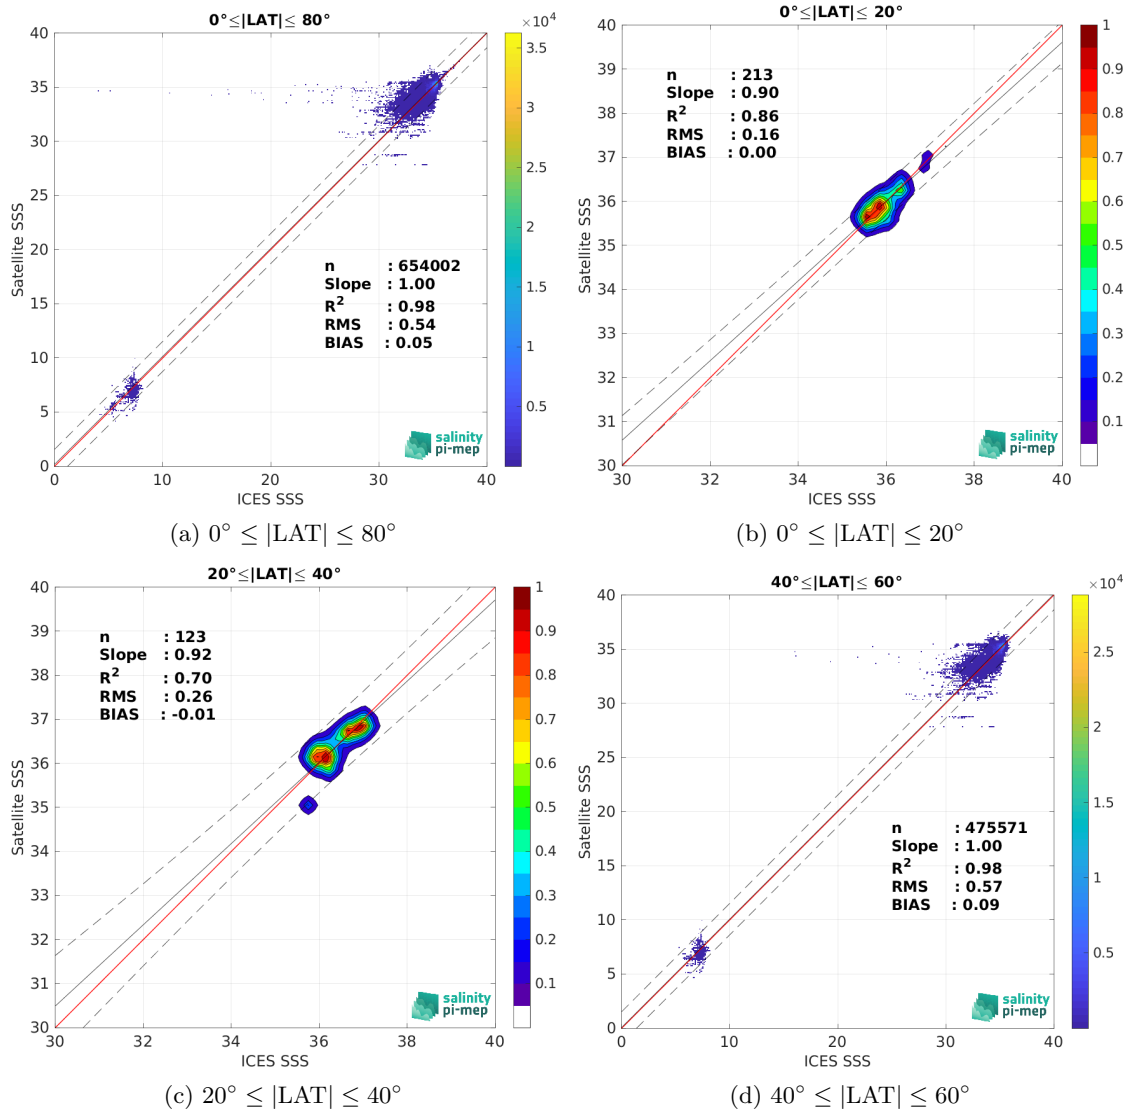 0°≤|LAT|≤ 80°
×10⁴
40
35
30
25
20
15
10
5
0
0
10
20
30
40
4
3.5
3
2.5
2
1.5
1
0.5
Satellite SSS
ICES SSS
n : 654002
Slope : 1.00
R² : 0.98
RMS : 0.54
BIAS : 0.05
salinity
pi-mep
(a) 0° ≤ |LAT| ≤ 80°
0°≤|LAT|≤ 20°
40
39
38
37
36
35
34
33
32
31
30
30
32
34
36
38
40
1
0.9
0.8
0.7
0.6
0.5
0.4
0.3
0.2
0.1
Satellite SSS
ICES SSS
n : 213
Slope : 0.90
R² : 0.86
RMS : 0.16
BIAS : 0.00
salinity
pi-mep
(b) 0° ≤ |LAT| ≤ 20°
20°≤|LAT|≤ 40°
40
39
38
37
36
35
34
33
32
31
30
30
32
34
36
38
40
1
0.9
0.8
0.7
0.6
0.5
0.4
0.3
0.2
0.1
Satellite SSS
ICES SSS
n : 123
Slope : 0.92
R² : 0.70
RMS : 0.26
BIAS : -0.01
salinity
pi-mep
(c) 20° ≤ |LAT| ≤ 40°
40°≤|LAT|≤ 60°
×10⁴
40
35
30
25
20
15
10
5
0
0
10
20
30
40
2.5
2
1.5
1
0.5
Satellite SSS
ICES SSS
n : 475571
Slope : 1.00
R² : 0.98
RMS : 0.57
BIAS : 0.09
salinity
pi-mep
(d) 40° ≤ |LAT| ≤ 60°